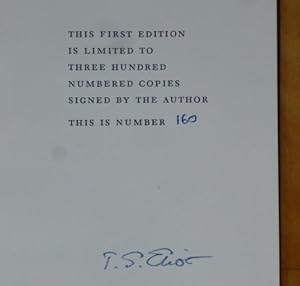 THIS FIRST EDITION
IS LIMITED TO
THREE HUNDRED
NUMBERED COPIES
SIGNED BY THE AUTHOR
THIS IS NUMBER 160
T. S. Eliot